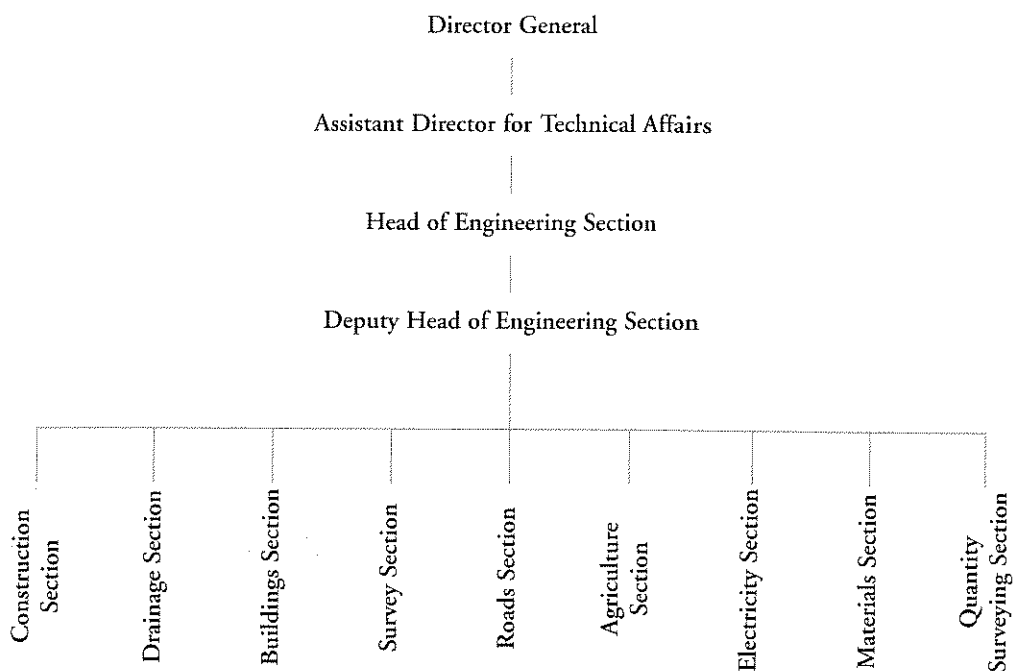 Director General
Assistant Director for Technical Affairs
Head of Engineering Section
Deputy Head of Engineering Section
Construction
Section
Drainage Section
Buildings Section
Survey Section
Roads Section
Agriculture
Section
Electricity Section
Materials Section
Quantity
Surveying Section